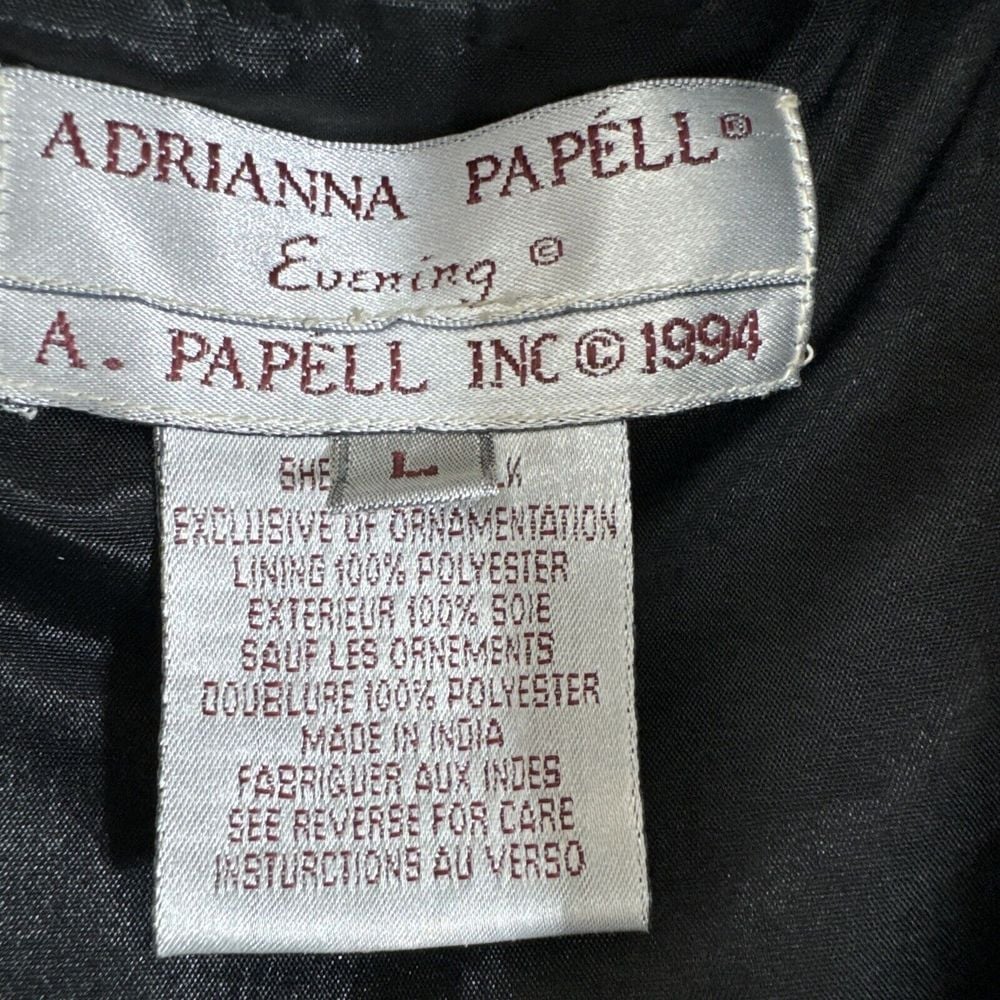 ADRIANNA PAPÉLL®
Evening ©
A. PAPÉLL INC © 1994
L
EXCLUSIVE OF ORNAMENTATION
LINING 100% POLYESTER
EXTERIEUR 100% SOIE
SAUF LES ORNEMENTS
DOUBLURE 100% POLYESTER
MADE IN INDIA
FABRIGUER AUX INDES
SEE REVERSE FOR CARE
INSTURCTIONS AU VERSO